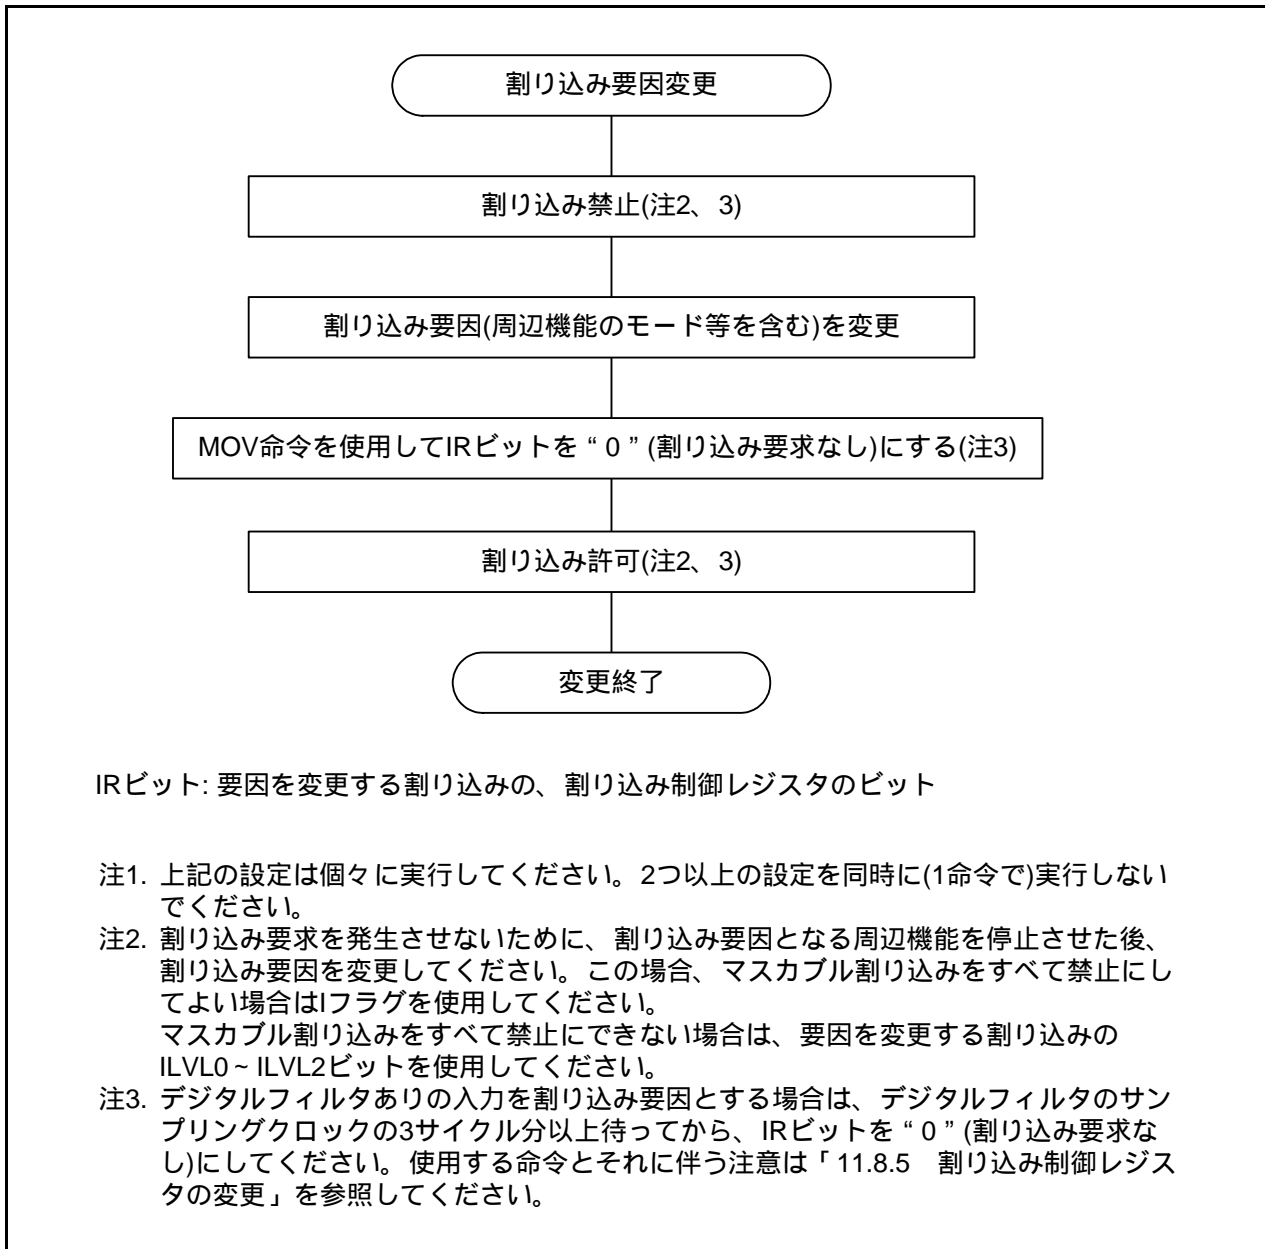 割り込み要因変更
割り込み禁止(注2、3)
割り込み要因(周辺機能のモード等を含む)を変更
MOV命令を使用してIRビットを“0”(割り込み要求なし)にする(注3)
割り込み許可(注2、3)
変更終了
IRビット: 要因を変更する割り込みの、割り込み制御レジスタのビット
注1. 上記の設定は個々に実行してください。2つ以上の設定を同時に(1命令で)実行しない
でください。
注2. 割り込み要求を発生させないために、割り込み要因となる周辺機能を停止させた後、
割り込み要因を変更してください。この場合、マスカブル割り込みをすべて禁止にし
てよい場合はIフラグを使用してください。
マスカブル割り込みをすべて禁止にできない場合は、要因を変更する割り込みの
ILVL0~ILVL2ビットを使用してください。
注3. デジタルフィルタありの入力を割り込み要因とする場合は、デジタルフィルタのサン
プリングクロックの3サイクル分以上待ってから、IRビットを“0”(割り込み要求な
し)にしてください。使用する命令とそれに伴う注意は「11.8.5 割り込み制御レジス
タの変更」を参照してください。